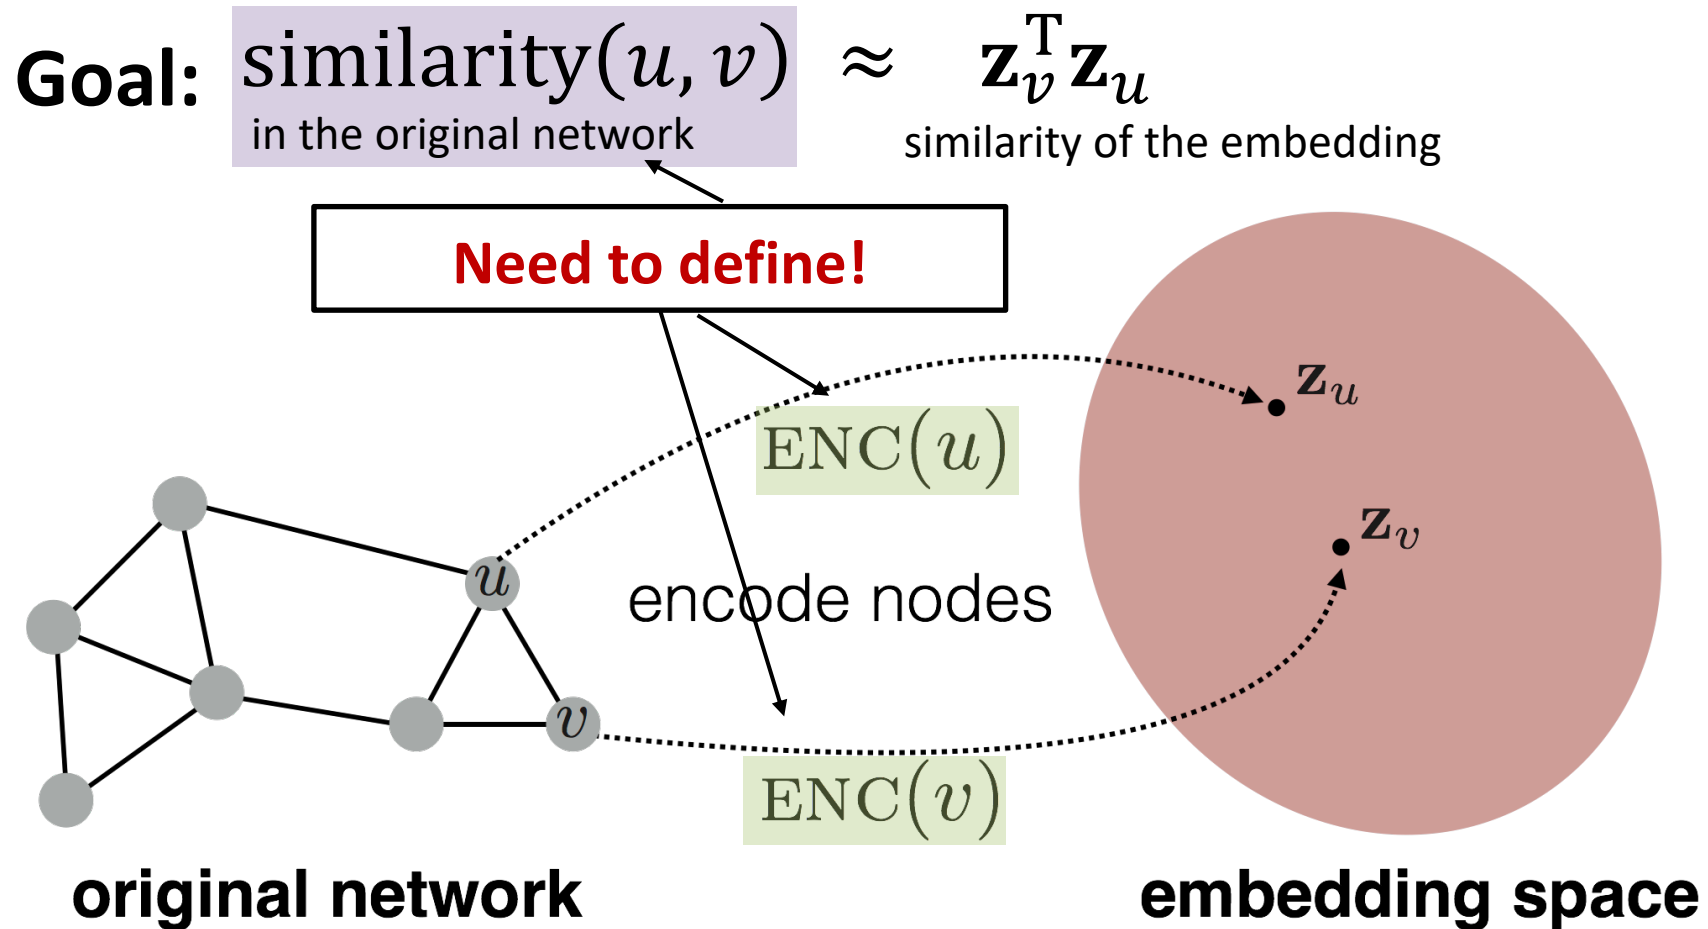 Goal: similarity(u, v) ≈ z_v^T z_u
in the original network
similarity of the embedding
Need to define!
z_u
ENC(u)
z_v
u
encode nodes
v
ENC(v)
original network
embedding space